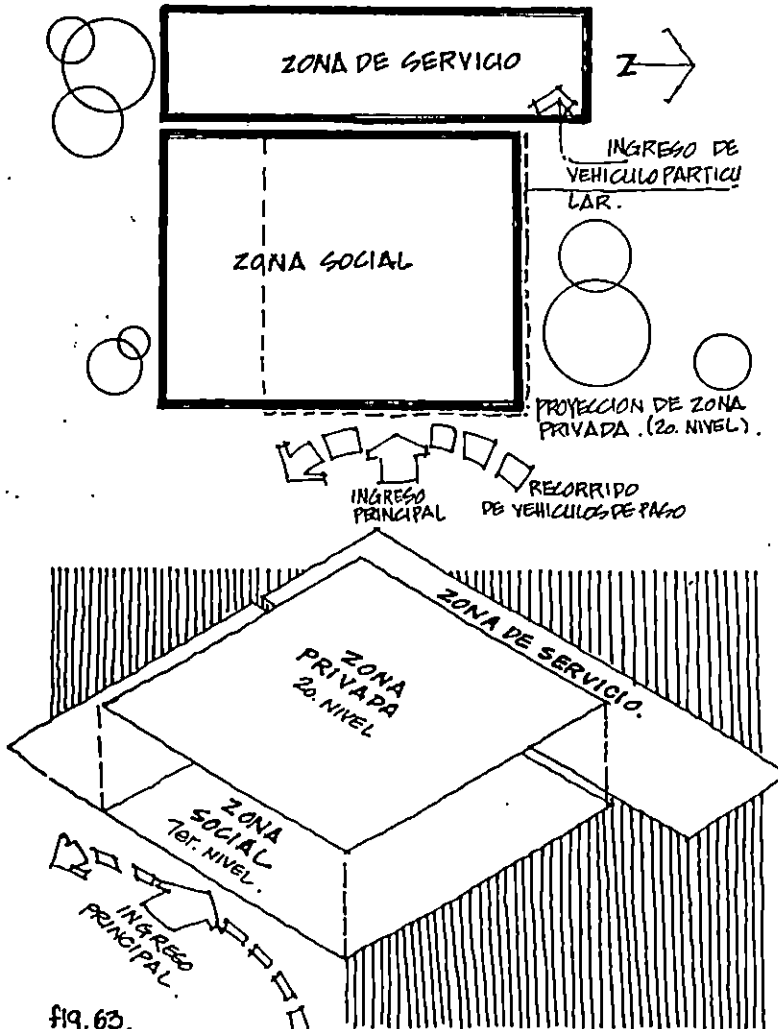 ZONA DE SERVICIO
N
INGRESO DE
VEHICULO PARTICU
LAR.
ZONA SOCIAL
PROYECCION DE ZONA
PRIVADA. (2o. NIVEL).
INGRESO
PRINCIPAL
RECORRIDO
DE VEHICULOS DE PASO
ZONA DE SERVICIO.
ZONA
PRIVADA
2o. NIVEL
ZONA
SOCIAL
1er. NIVEL.
INGRESO
PRINCIPAL.
fig. 63.